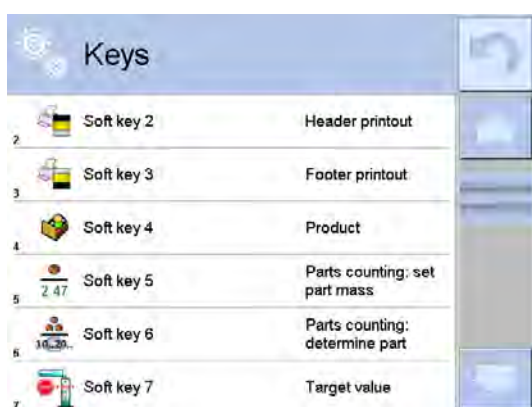 Keys
2 Soft key 2 Header printout
3 Soft key 3 Footer printout
4 Soft key 4 Product
2 47
5 Soft key 5 Parts counting: set
part mass
10..20..
6 Soft key 6 Parts counting:
determine part
7 Soft key 7 Target value